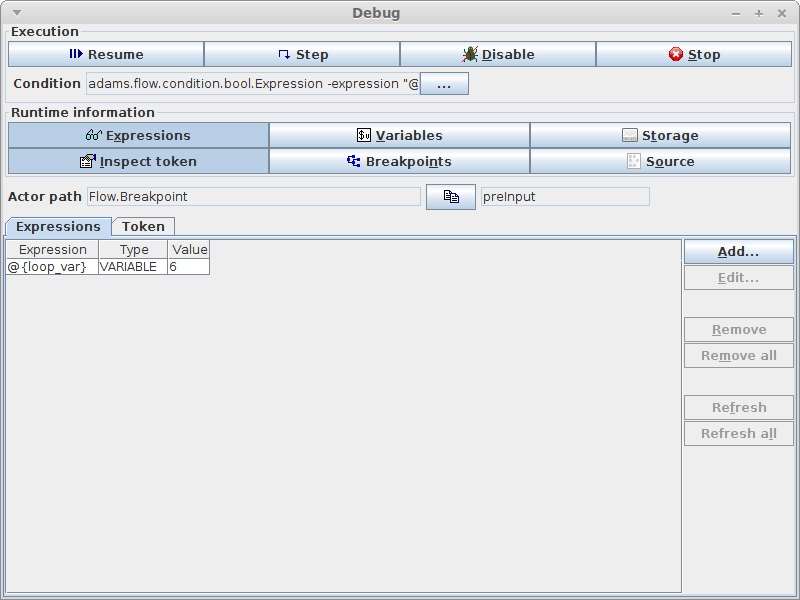 Debug
Execution
Resume Step Disable Stop
Condition adams.flow.condition.bool.Expression -expression "@ ...
Runtime information
Expressions $v Variables Storage
Inspect token Breakpoints Source
Actor path Flow.Breakpoint preInput
Expressions Token
Expression Type Value Add...
@{loop_var} VARIABLE 6
Edit...
Remove
Remove all
Refresh
Refresh all